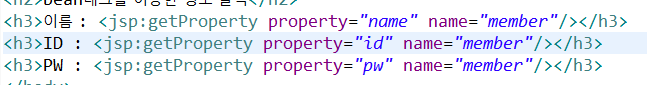 <h3>이름 : <jsp:getProperty property="name" name="member"/></h3>
<h3>ID : <jsp:getProperty property="id" name="member"/></h3>
<h3>PW : <jsp:getProperty property="pw" name="member"/></h3>